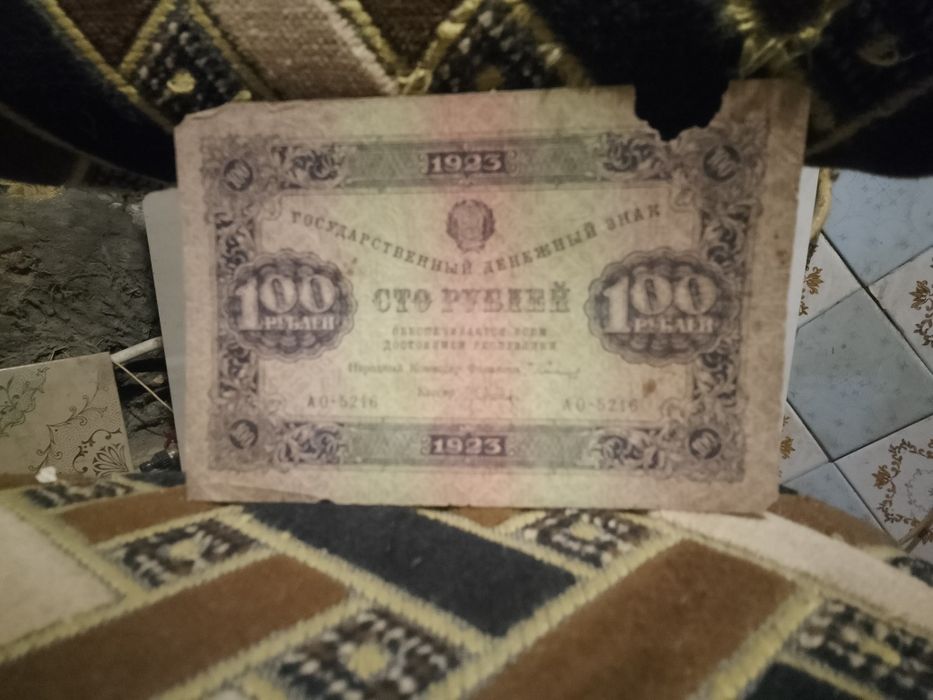 1923
ГОСУДАРСТВЕННЫЙ ДЕНЕЖНЫЙ ЗНАК
100 РУБЛЕЙ
СТО РУБЛЕЙ
100 РУБЛЕЙ
ОБЕСПЕЧИВАЕТСЯ ВСЕМ
ДОСТОЯНИЕМ РЕСПУБЛИКИ
Народный Комиссар Финансов
Кассир
АО-5216 АО-5216
1923